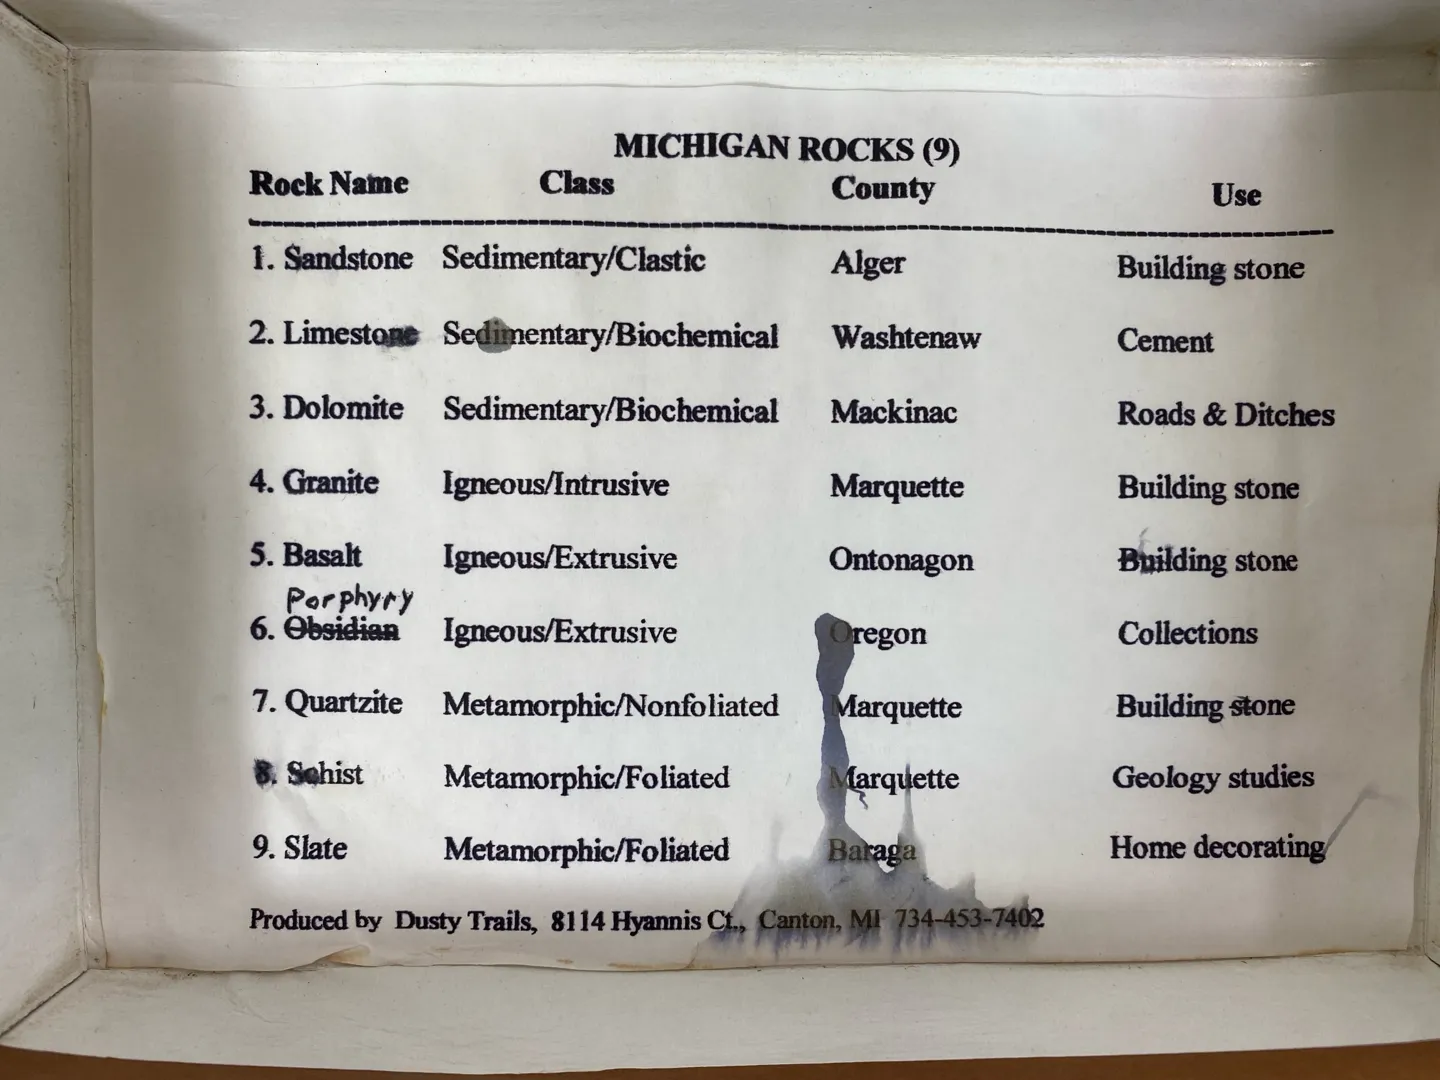 MICHIGAN ROCKS (9)
Rock Name Class County Use
1. Sandstone Sedimentary/Clastic Alger Building stone
2. Limestone Sedimentary/Biochemical Washtenaw Cement
3. Dolomite Sedimentary/Biochemical Mackinac Roads & Ditches
4. Granite Igneous/Intrusive Marquette Building stone
5. Basalt Igneous/Extrusive Ontonagon Building stone
Porphyry
6. Obsidian Igneous/Extrusive Oregon Collections
7. Quartzite Metamorphic/Nonfoliated Marquette Building stone
8. Schist Metamorphic/Foliated Marquette Geology studies
9. Slate Metamorphic/Foliated Baraga Home decorating
Produced by Dusty Trails, 8114 Hyannis Ct., Canton, MI 734-453-7402